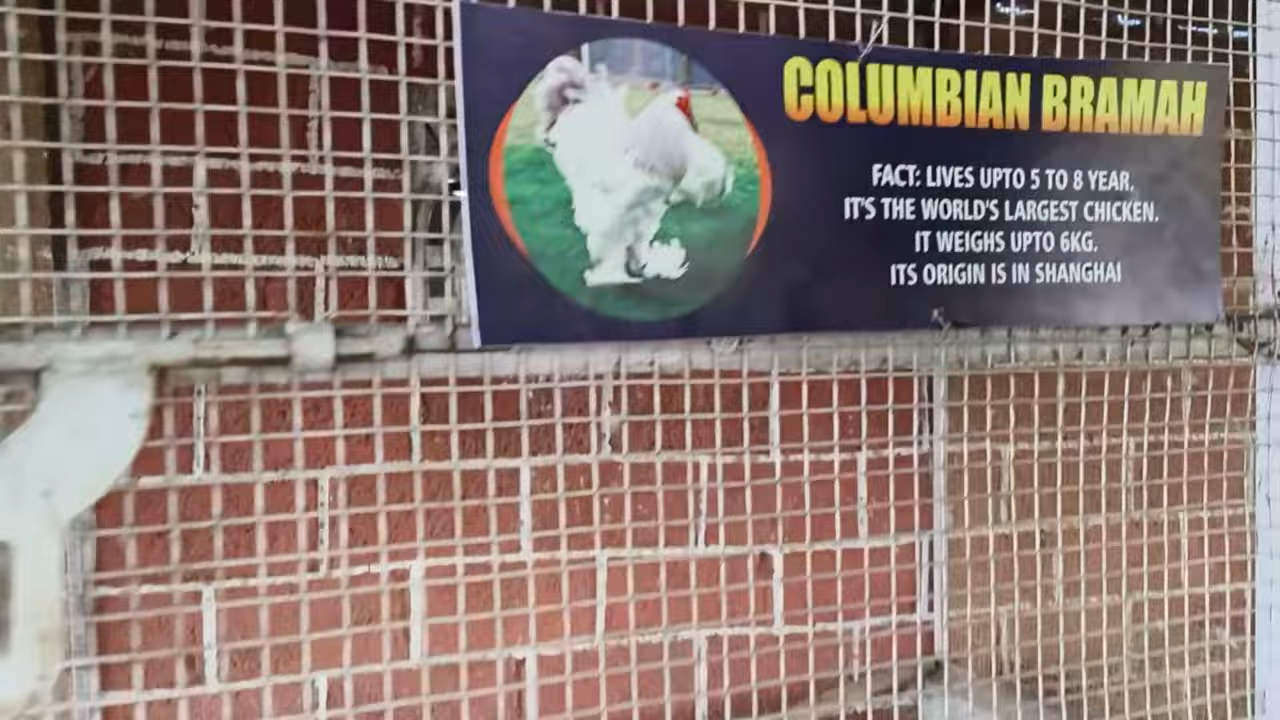 COLUMBIAN BRAMAH
FACT: LIVES UPTO 5 TO 8 YEAR.
IT'S THE WORLD'S LARGEST CHICKEN.
IT WEIGHS UPTO 6KG.
ITS ORIGIN IS IN SHANGHAI